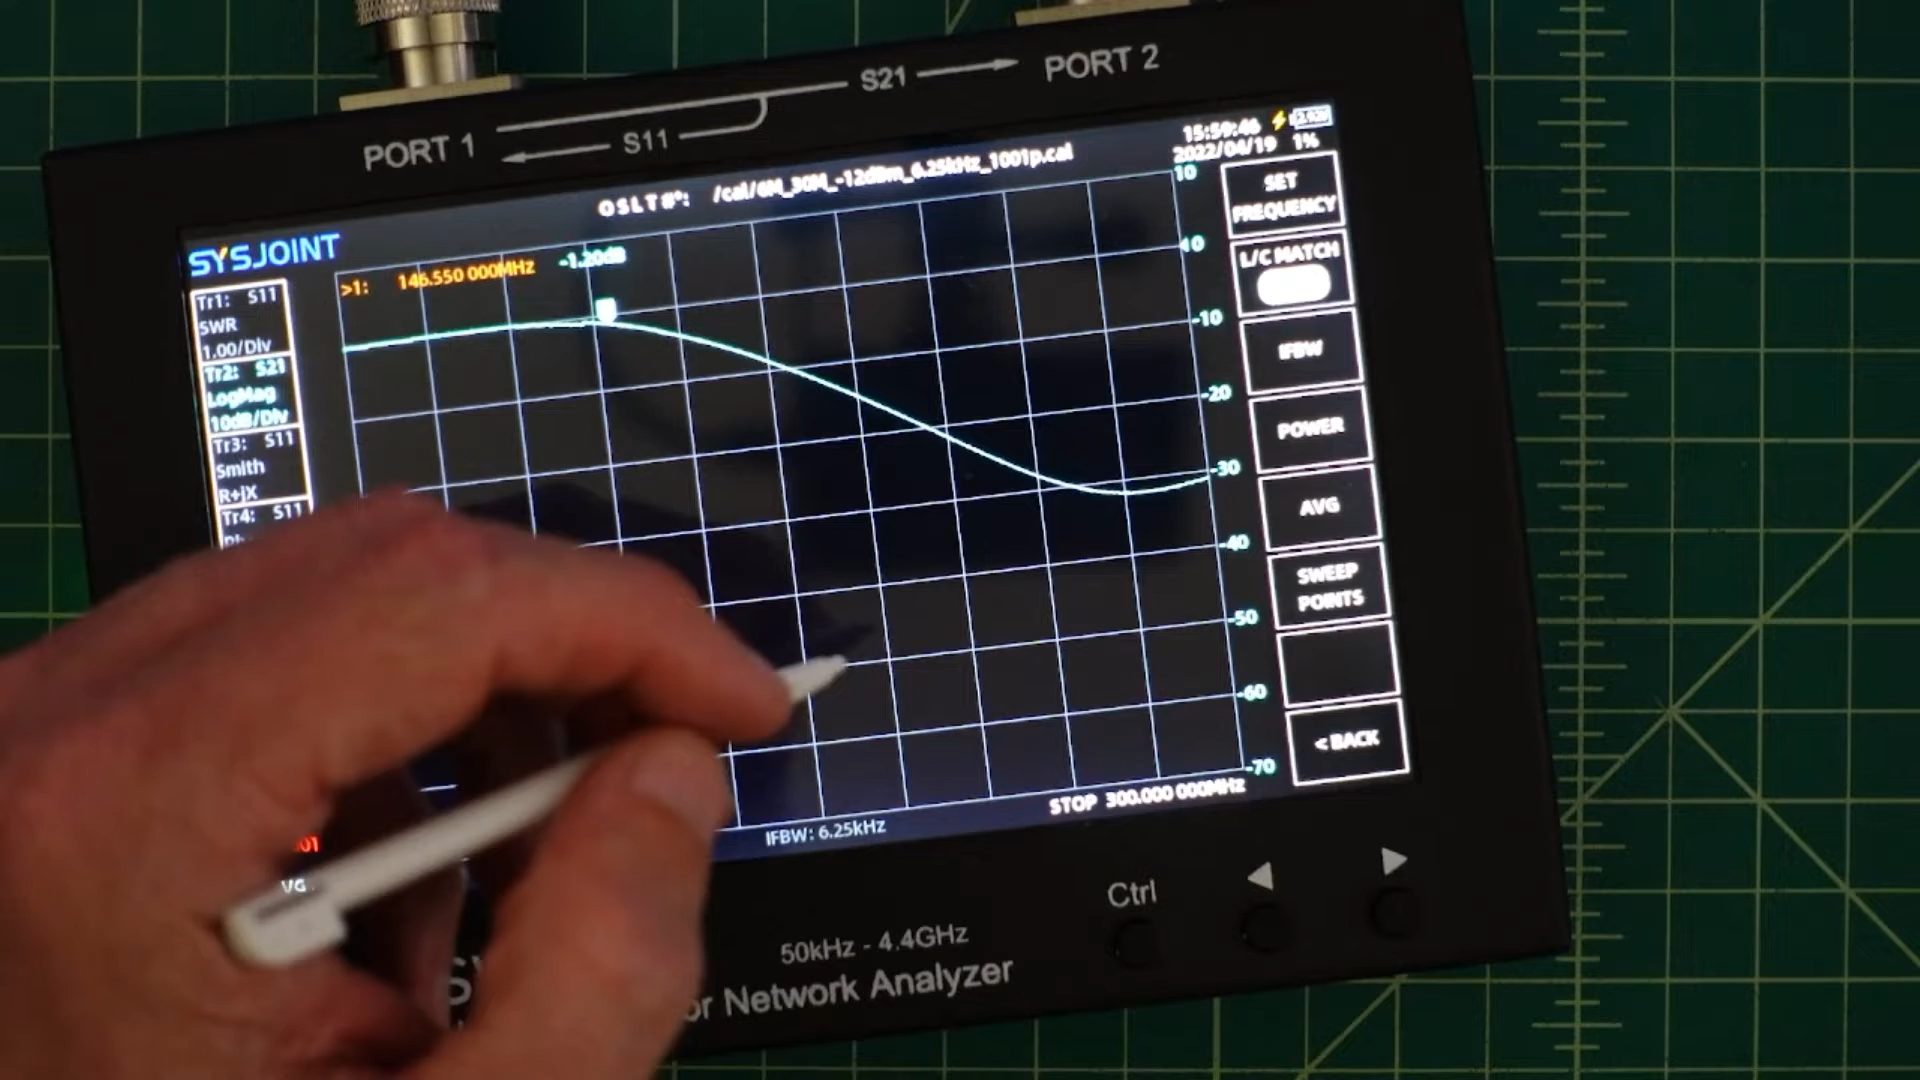 PORT 1
S21
S11
PORT 2
SYSJOINT
O S L T #°: /cal/6M_30M_-12dBm_6.25kHz_1001p.cal
15:59:46
2022/04/19 1%
>1: 146.550 000MHz -1.20dB
Tr1: S11
SWR
1.00/Div
Tr2: S21
LogMag
10dB/Div
Tr3: S11
Smith
R+jX
Tr4: S11
10
-10
-20
-30
-40
-50
-60
-70
SET
FREQUENCY
L/C MATCH
IFBW
POWER
AVG
SWEEP
POINTS
< BACK
IFBW: 6.25kHz
STOP 300.000 000MHz
Ctrl
50kHz - 4.4GHz
Network Analyzer